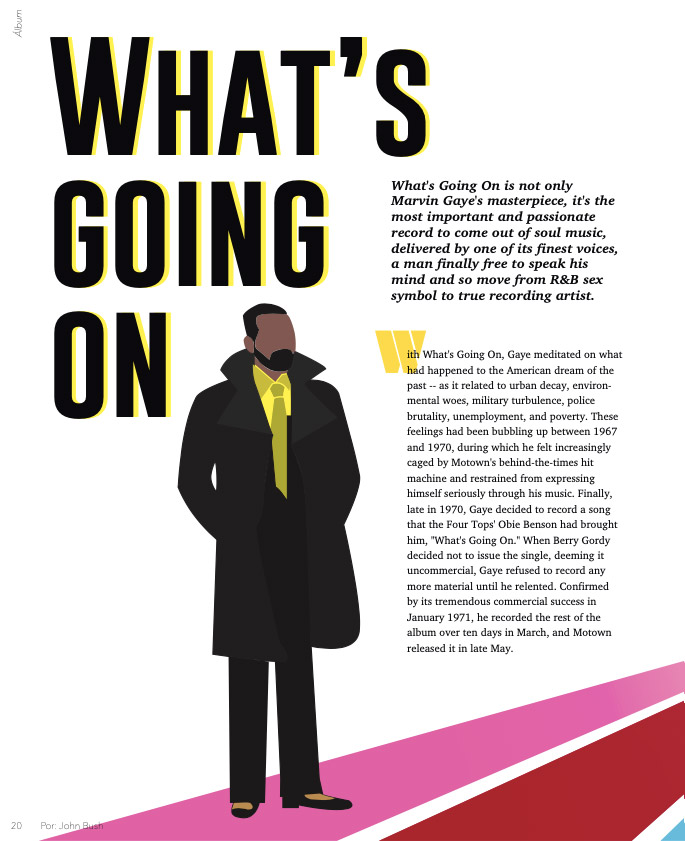 Álbum
WHAT'S
GOING
ON
What's Going On is not only
Marvin Gaye's masterpiece, it's the
most important and passionate
record to come out of soul music,
delivered by one of its finest voices,
a man finally free to speak his
mind and so move from R&B sex
symbol to true recording artist.
With What's Going On, Gaye meditated on what
had happened to the American dream of the
past -- as it related to urban decay, environ-
mental woes, military turbulence, police
brutality, unemployment, and poverty. These
feelings had been bubbling up between 1967
and 1970, during which he felt increasingly
caged by Motown's behind-the-times hit
machine and restrained from expressing
himself seriously through his music. Finally,
late in 1970, Gaye decided to record a song
that the Four Tops' Obie Benson had brought
him, "What's Going On." When Berry Gordy
decided not to issue the single, deeming it
uncommercial, Gaye refused to record any
more material until he relented. Confirmed
by its tremendous commercial success in
January 1971, he recorded the rest of the
album over ten days in March, and Motown
released it in late May.
20 Por: John Bush